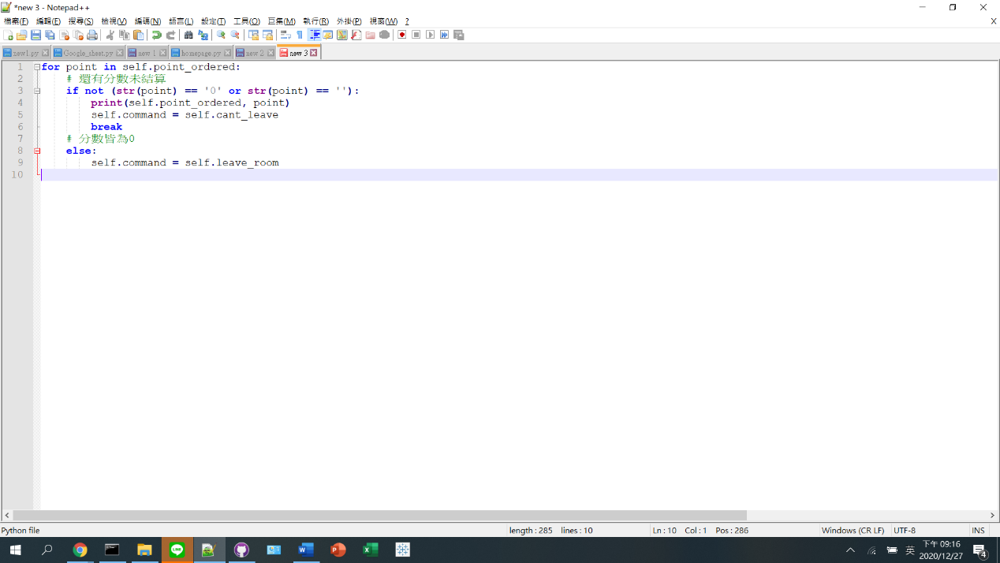 *new 3 - Notepad++
檔案(F) 編輯(E) 搜尋(S) 檢視(V) 編碼(N) 語言(L) 設定(T) 工具(O) 巨集(M) 執行(R) 外掛(P) 視窗(W) ? X
new1.py Google_sheet.py new 1 homepage.py new 2 new 3
1 for point in self.point_ordered:
2 # 還有分數未結算
3 if not (str(point) == '0' or str(point) == ''):
4 print(self.point_ordered, point)
5 self.command = self.cant_leave
6 break
7 # 分數皆為0
8 else:
9 self.command = self.leave_room
10
Python file length : 285 lines : 10 Ln : 10 Col : 1 Pos : 286 Windows (CR LF) UTF-8 INS
英 下午 09:16
2020/12/27 4